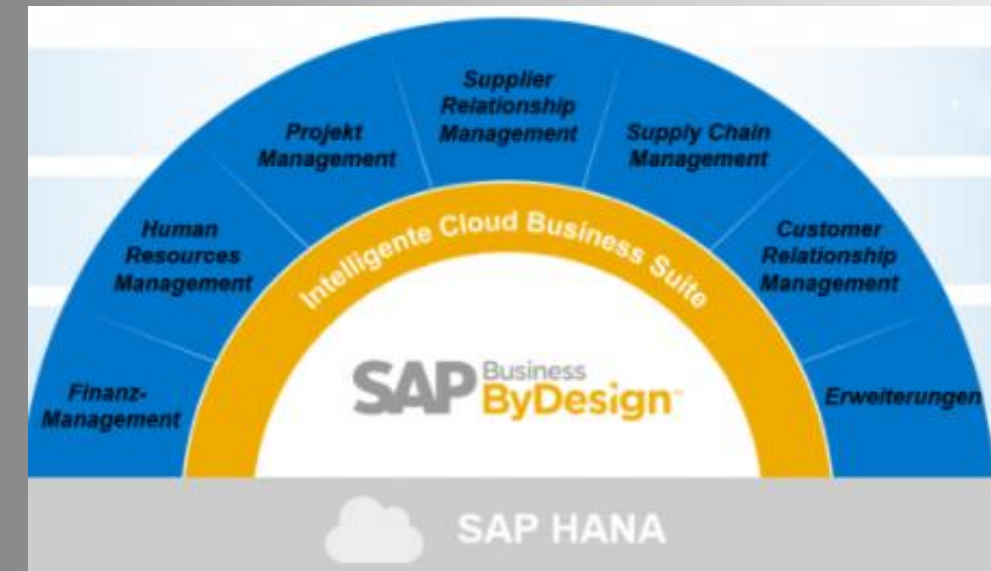 Finanz-
Management
Human
Resources
Management
Projekt
Management
Supplier
Relationship
Management
Supply Chain
Management
Customer
Relationship
Management
Erweiterungen
Intelligente Cloud Business Suite
SAP Business
ByDesign™
SAP HANA